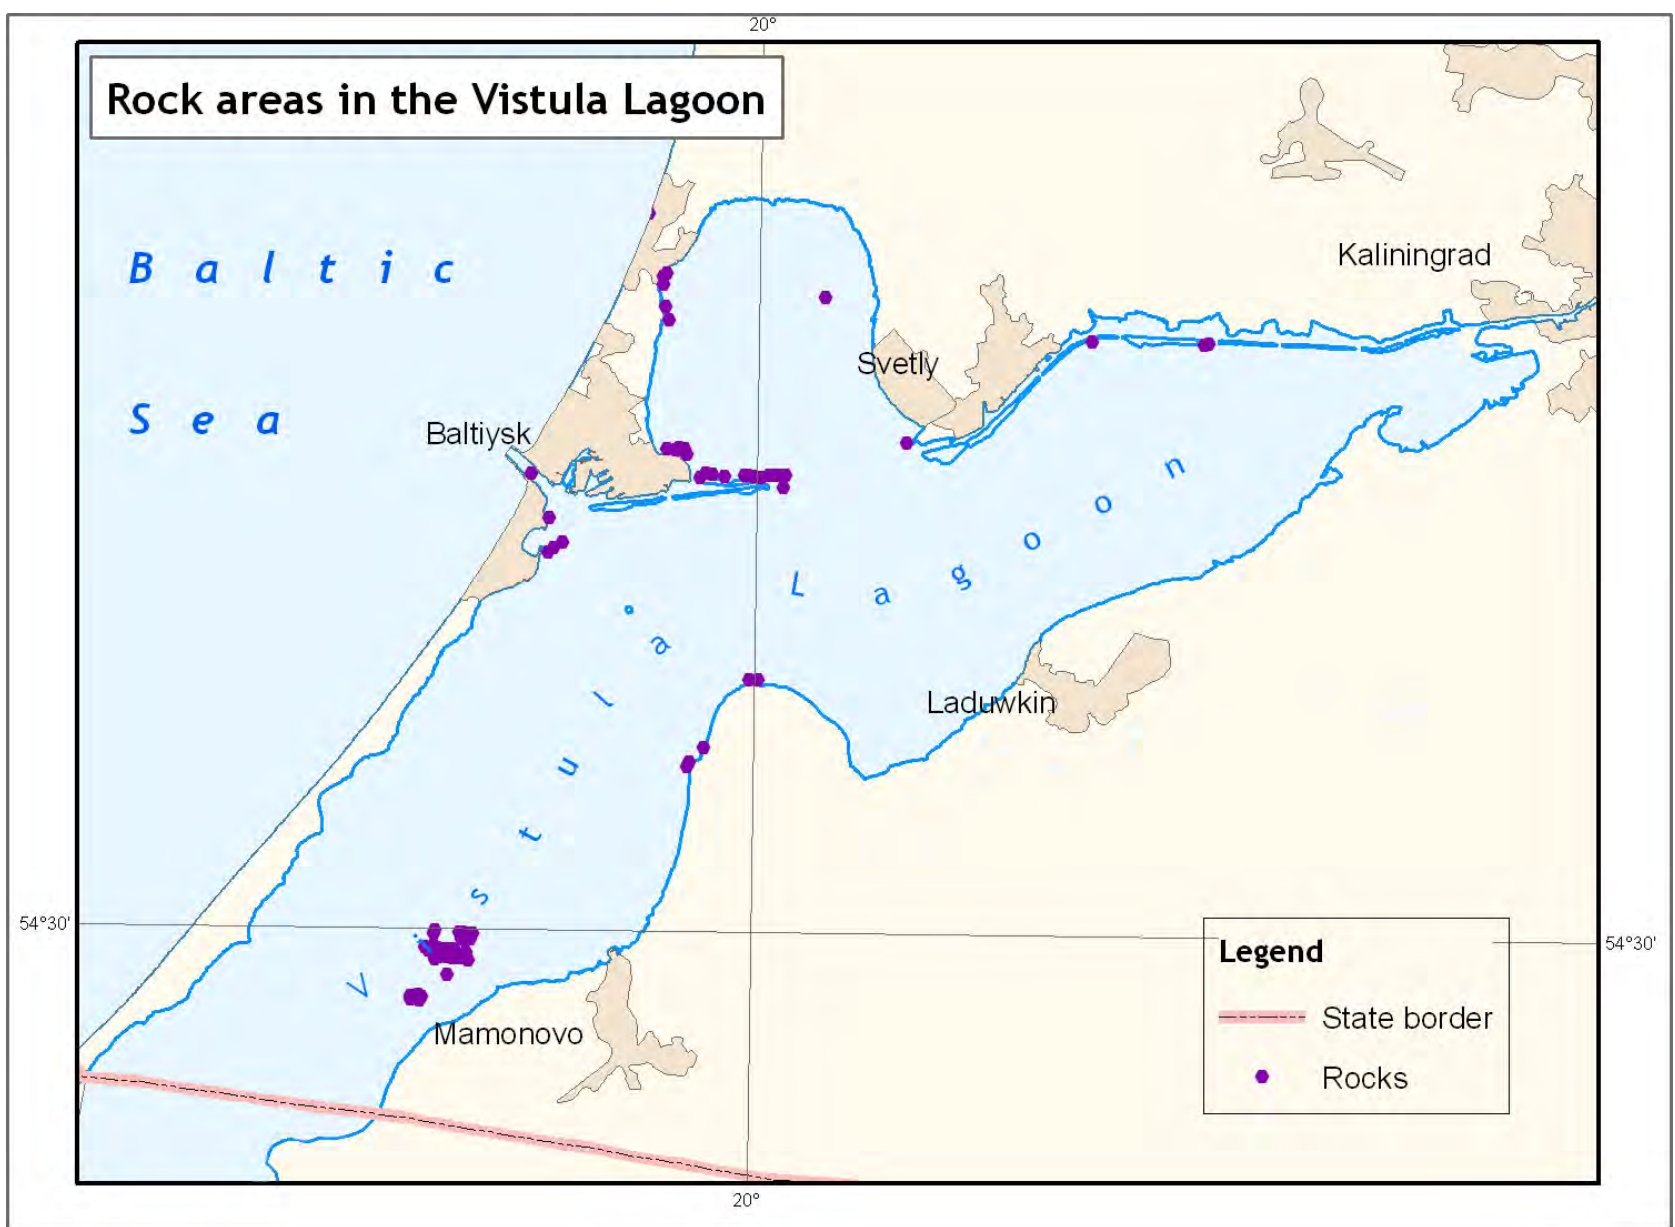 20°
Rock areas in the Vistula Lagoon
Baltic
Sea
Kaliningrad
Svetly
Baltiysk
Vistula Lagoon
Laduwkin
54°30'
54°30'
Mamonovo
Legend
State border
Rocks
20°